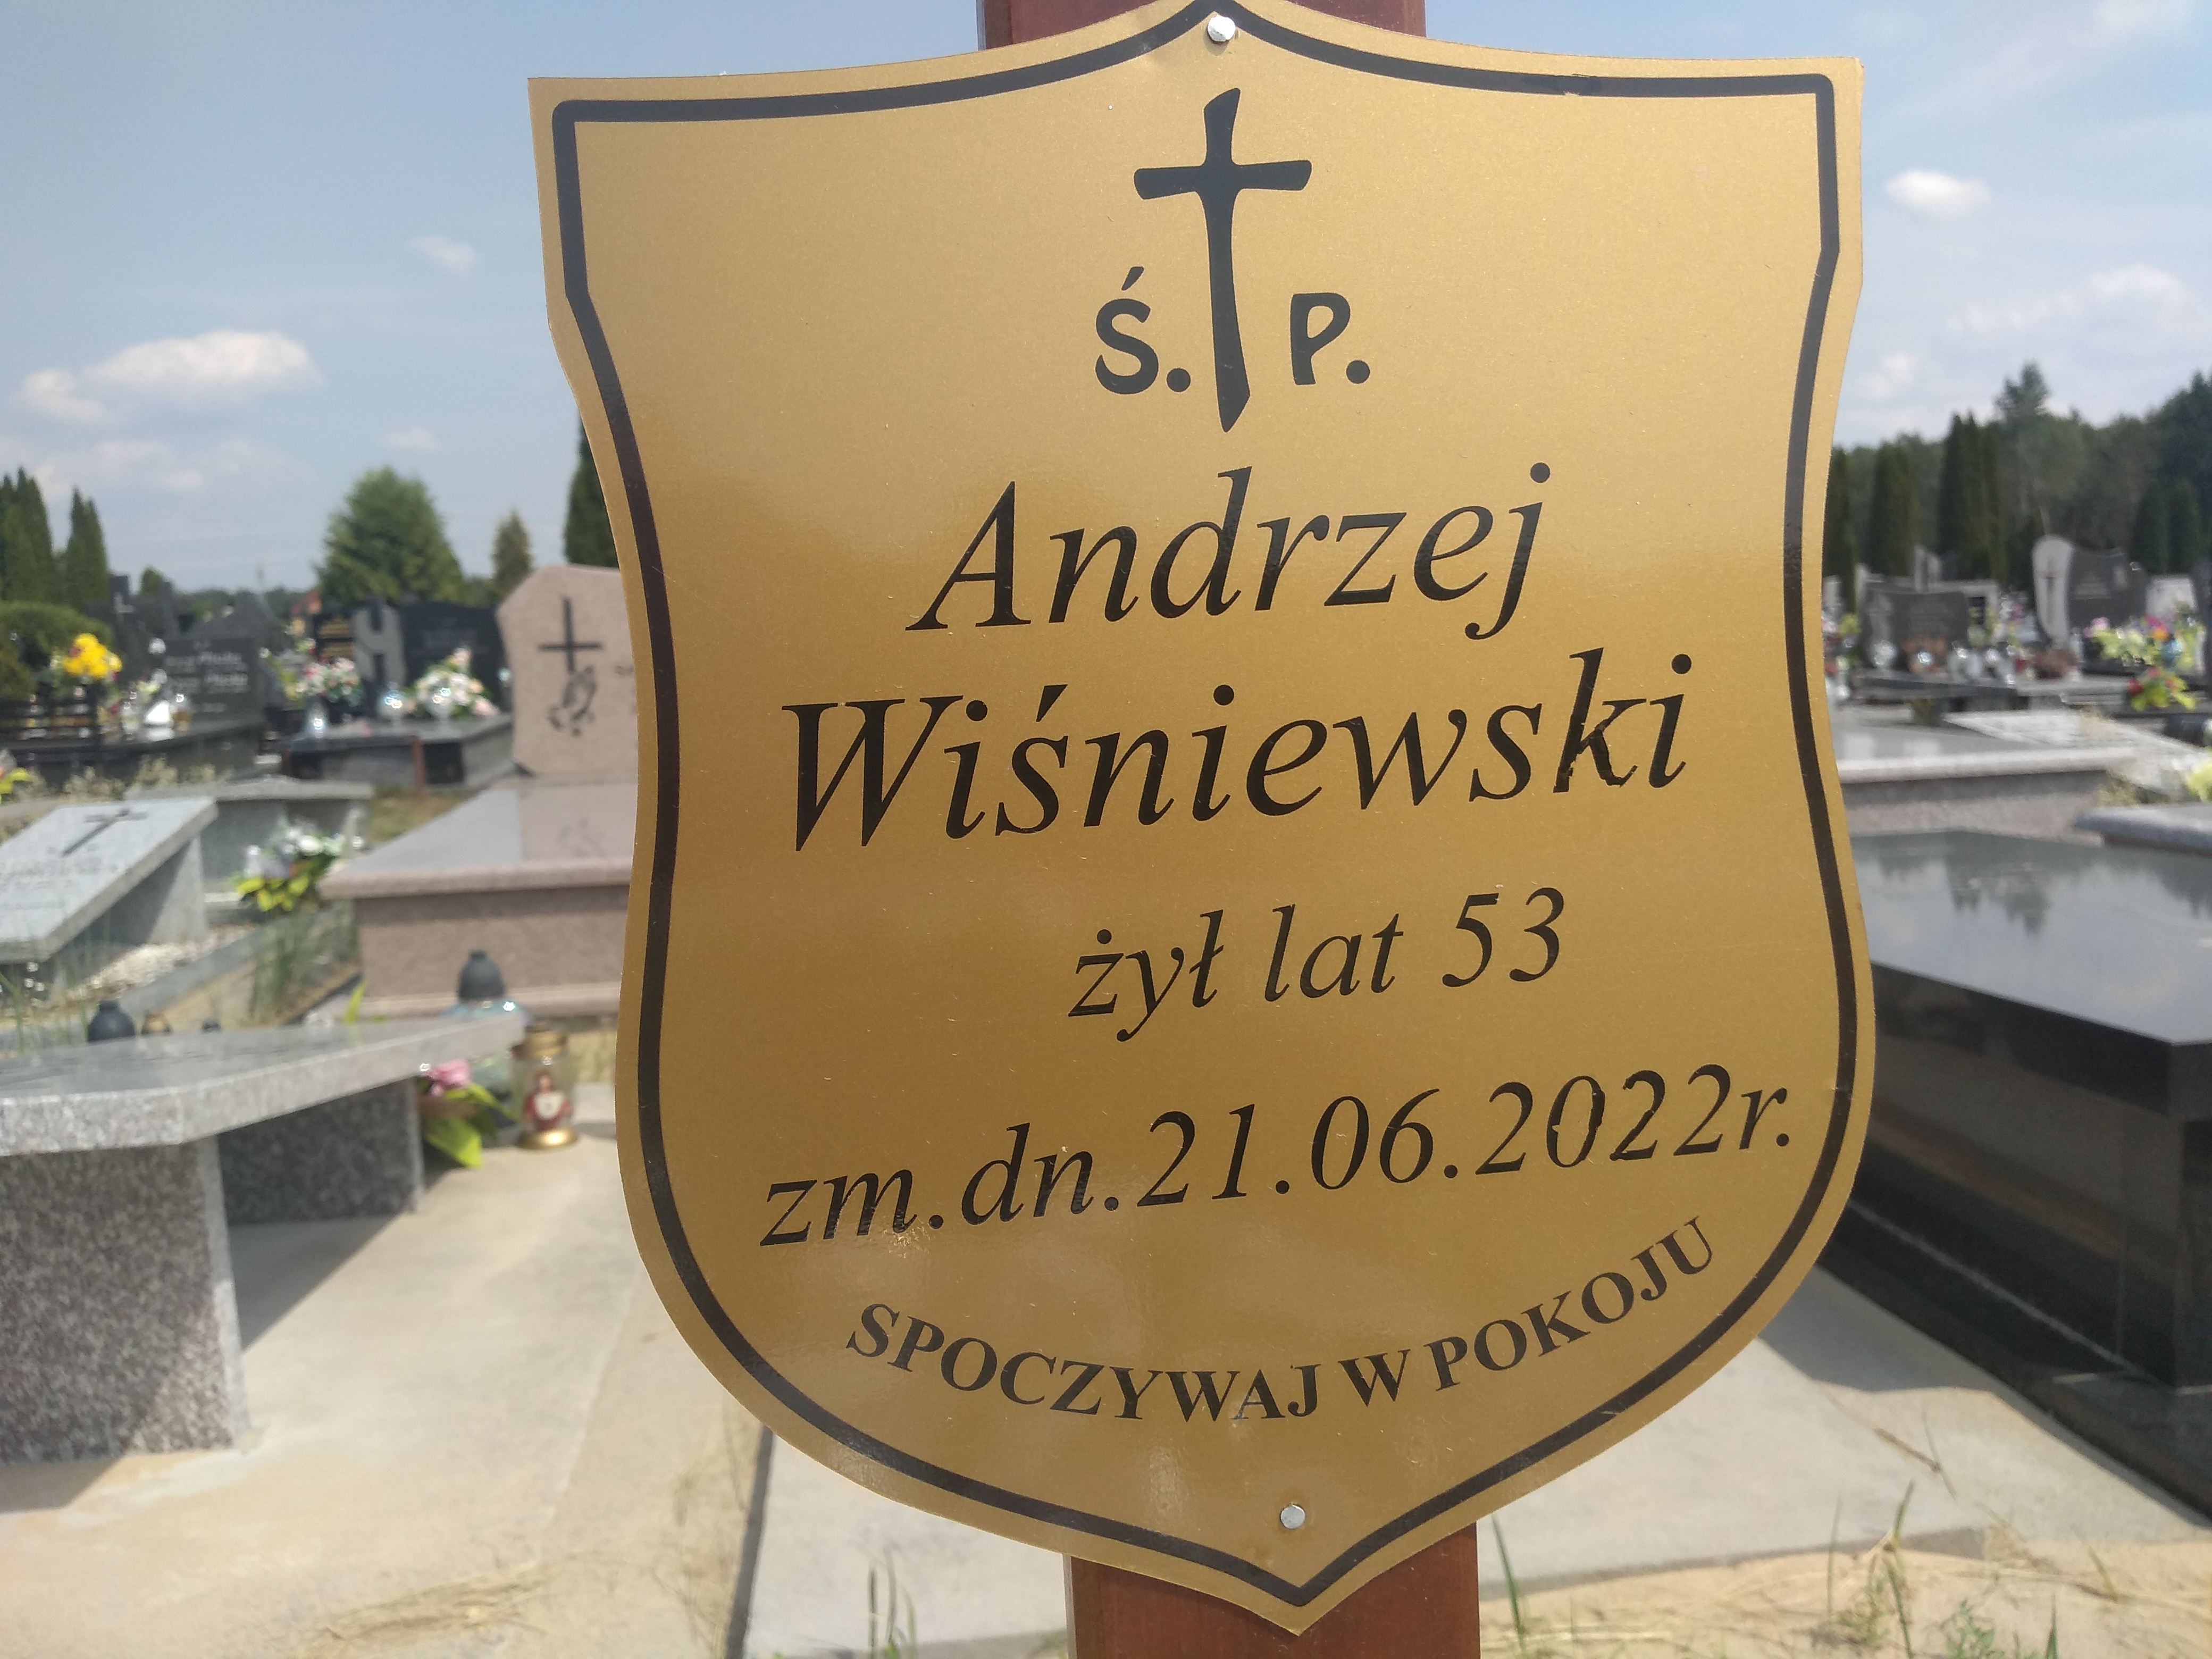 Ś. P.
Andrzej
Wiśniewski
żył lat 53
zm.dn.21.06.2022r.
SPOCZYWAJ W POKOJU